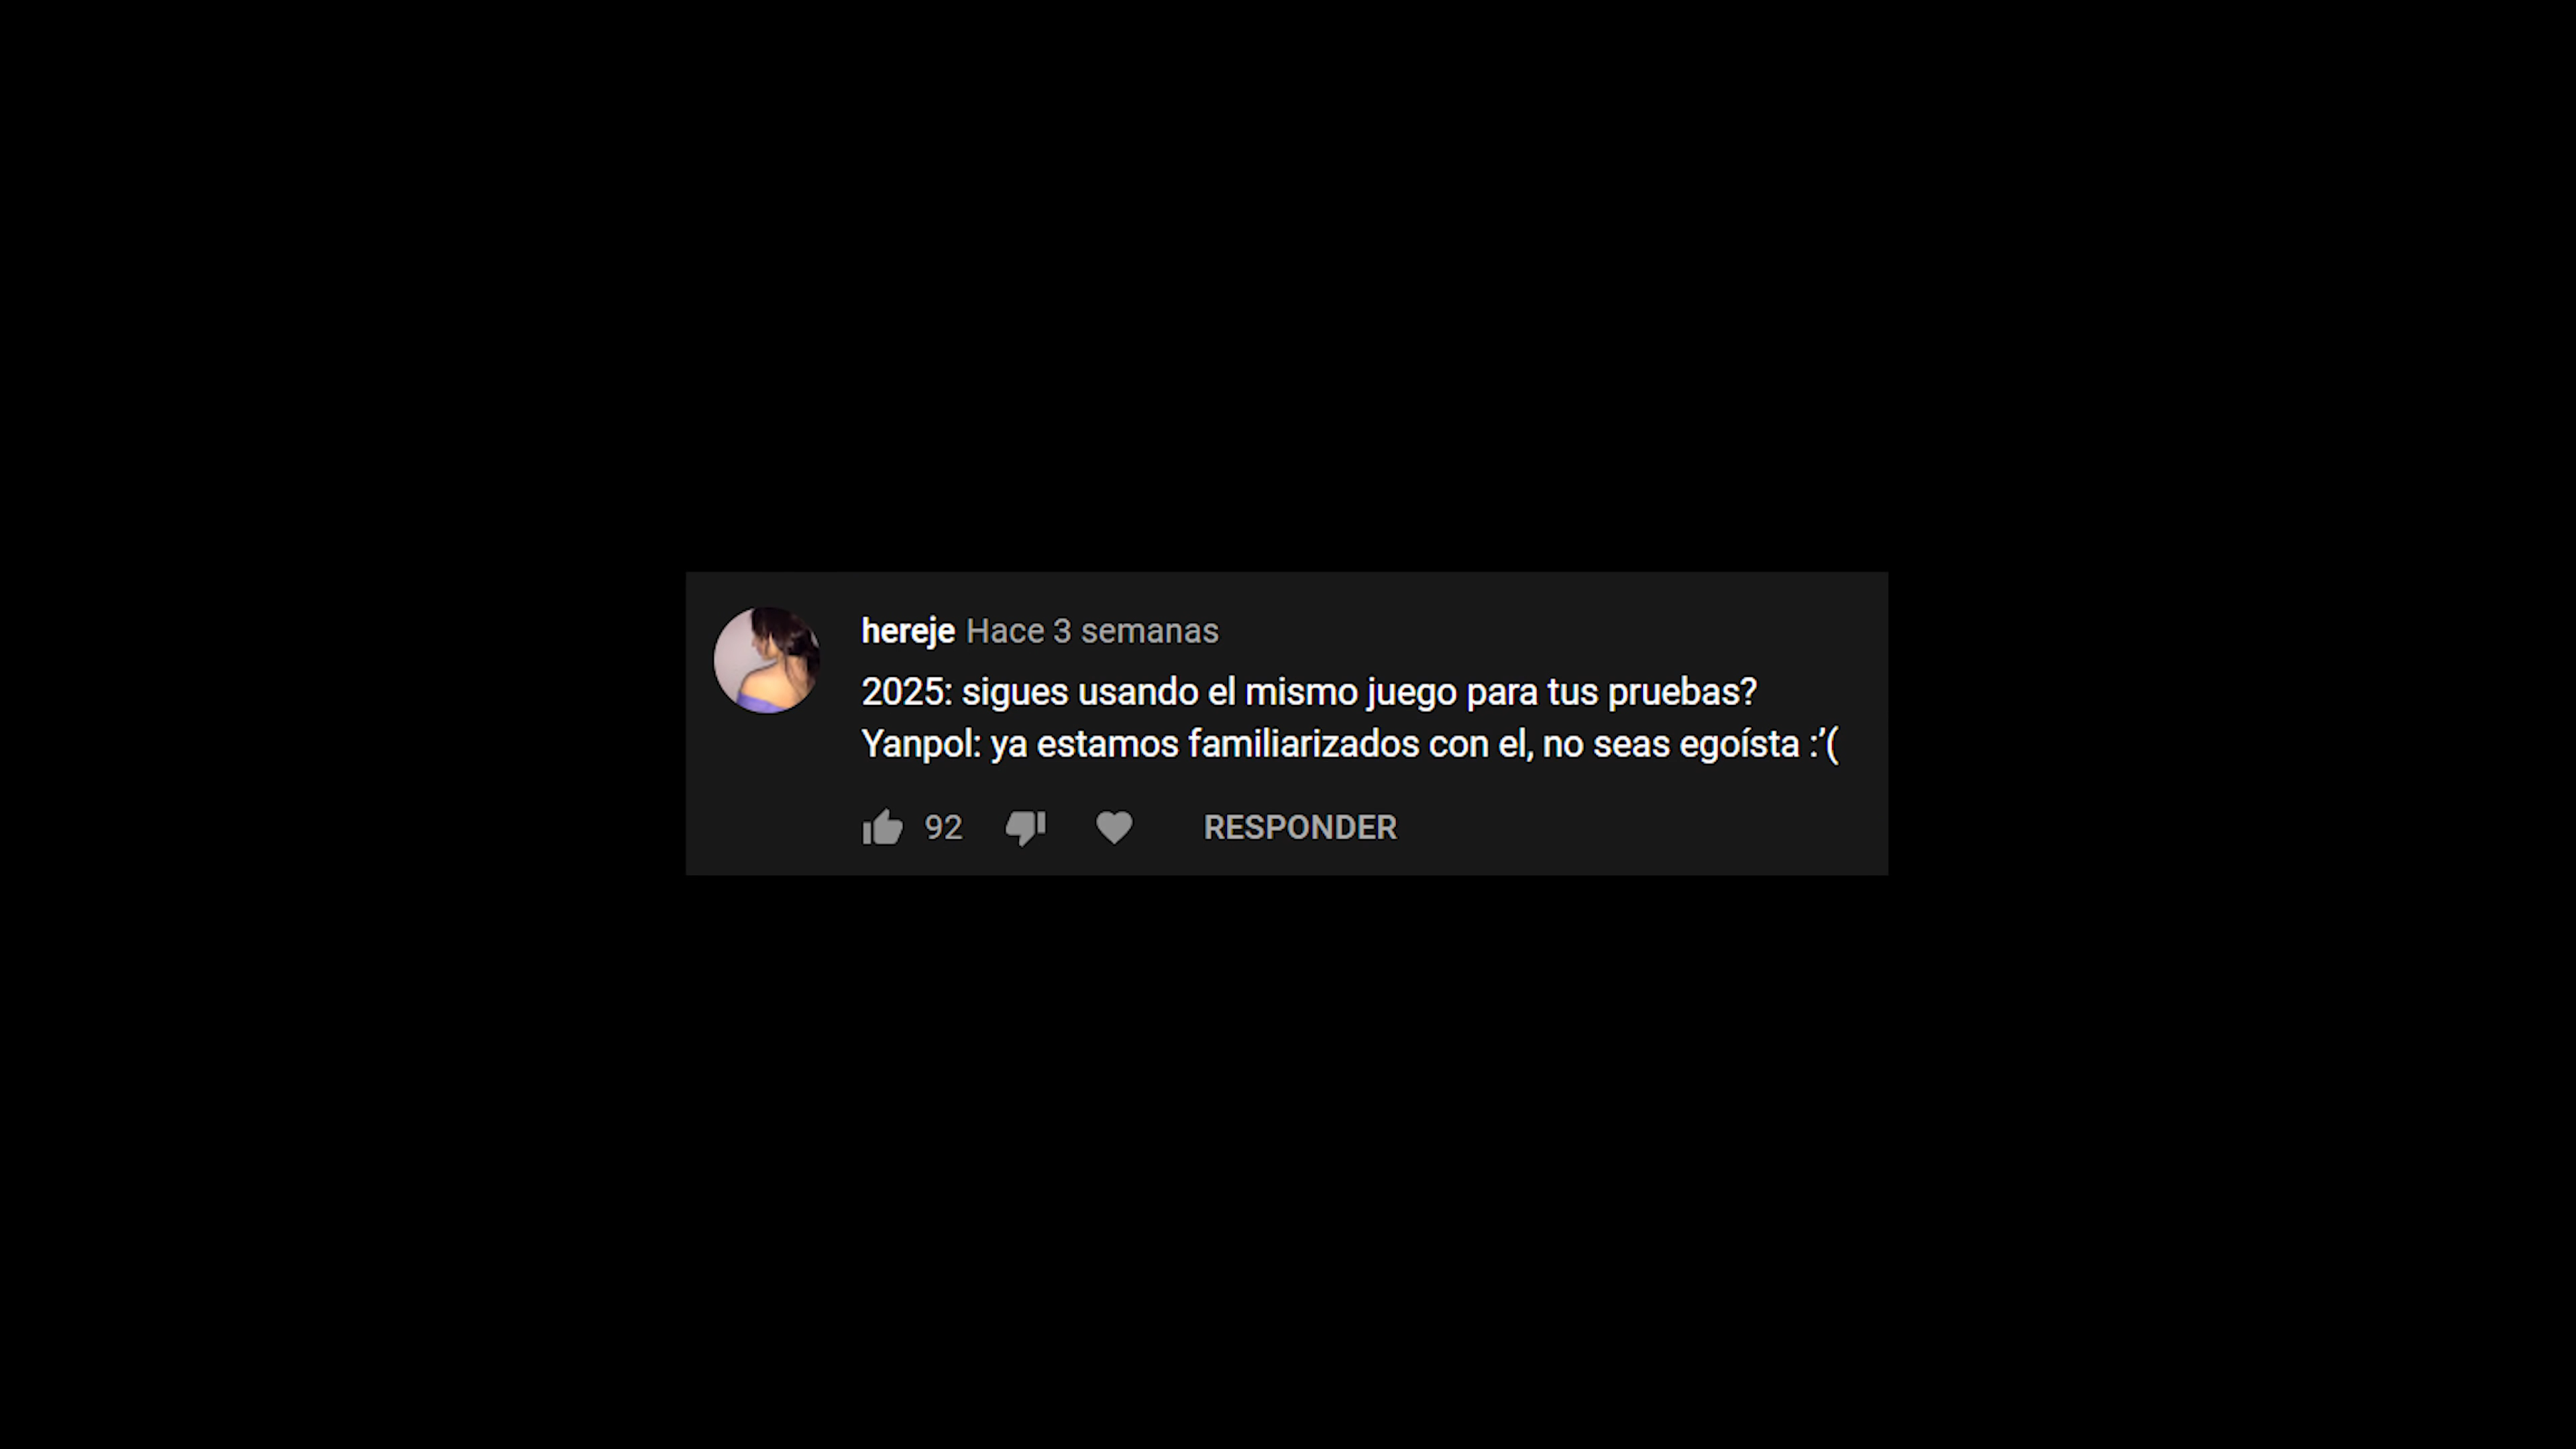 hereje Hace 3 semanas
2025: sigues usando el mismo juego para tus pruebas?
Yanpol: ya estamos familiarizados con el, no seas egoísta :’(
92 RESPONDER